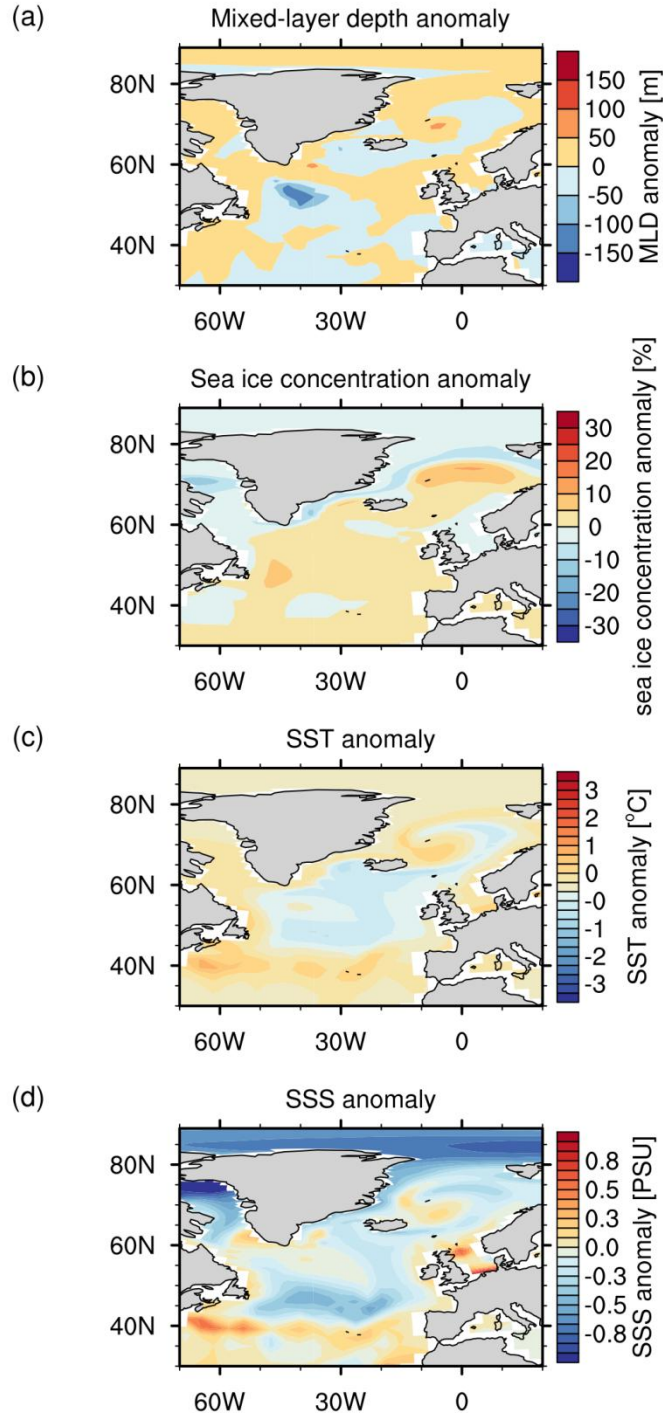 (a)
Mixed-layer depth anomaly
80N
60N
40N
60W 30W 0
150
100
50
0
-50
-100
-150
MLD anomaly [m]
(b)
Sea ice concentration anomaly
80N
60N
40N
60W 30W 0
30
20
10
0
-10
-20
-30
sea ice concentration anomaly [%]
(c)
SST anomaly
80N
60N
40N
60W 30W 0
3
2
1
0
-1
-2
-3
SST anomaly [°C]
(d)
SSS anomaly
80N
60N
40N
60W 30W 0
0.8
0.5
0.3
0.0
-0.3
-0.5
-0.8
SSS anomaly [PSU]